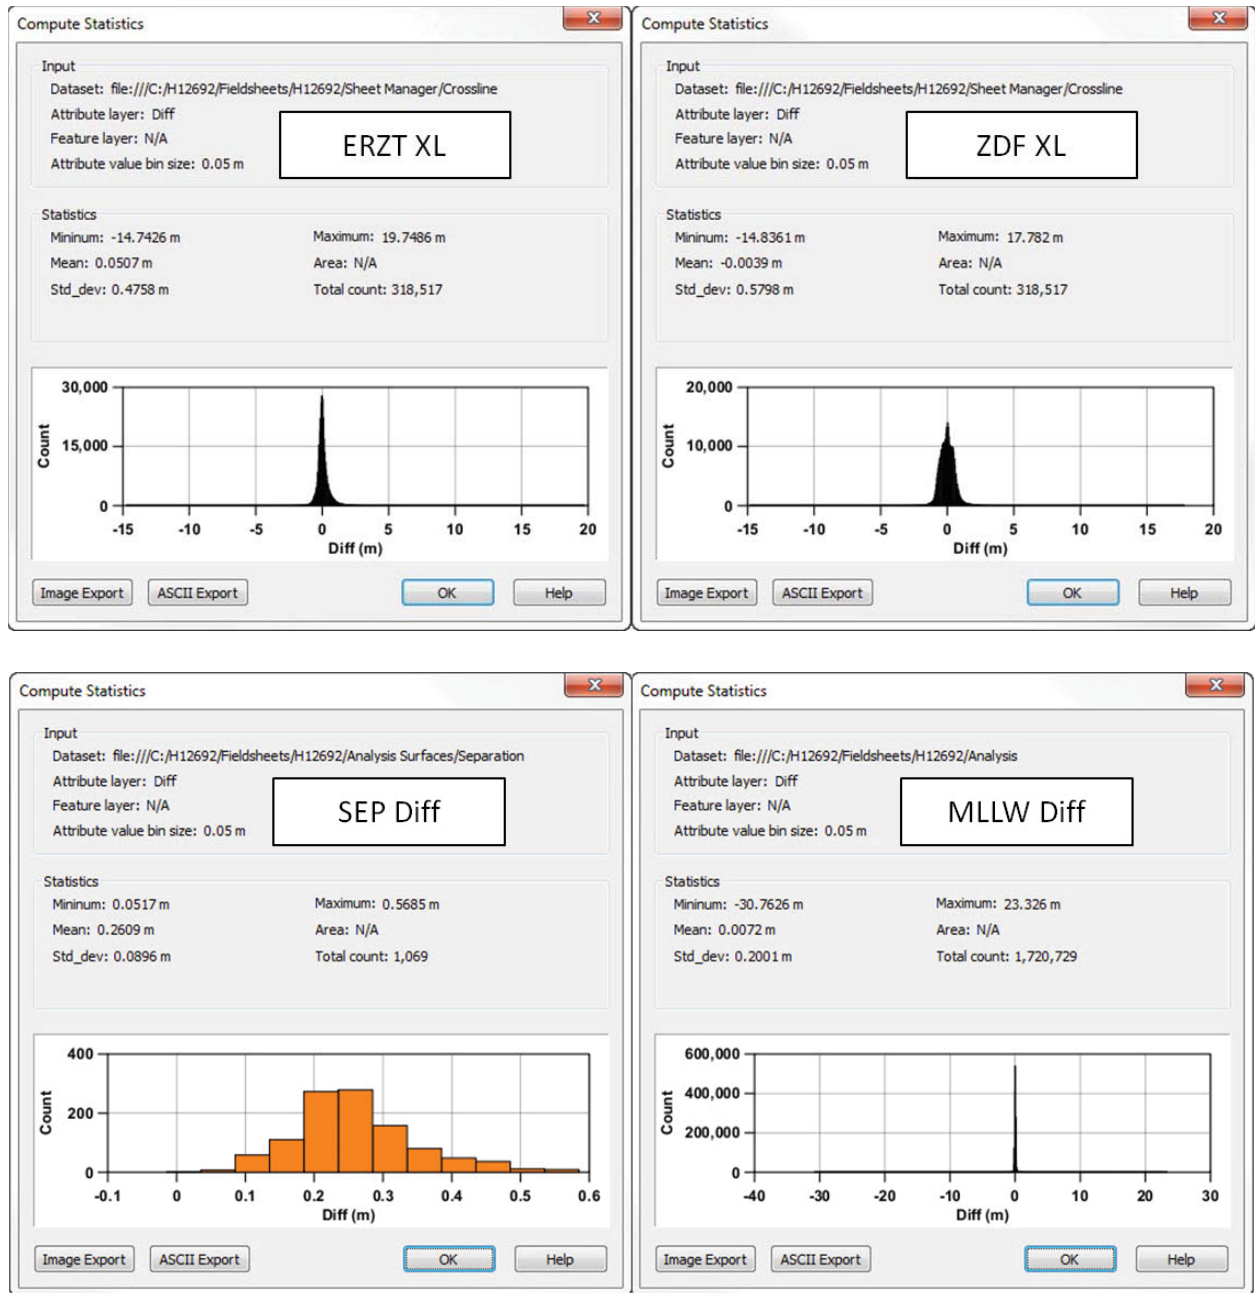 Compute Statistics
Input
Dataset: file:///C:/H12692/Fieldsheets/H12692/Sheet Manager/Crossline
Attribute layer: Diff
Feature layer: N/A
Attribute value bin size: 0.05 m
ERZT XL
Statistics
Mininum: -14.7426 m
Maximum: 19.7486 m
Mean: 0.0507 m
Area: N/A
Std_dev: 0.4758 m
Total count: 318,517
30,000
15,000
0
Count
-15 -10 -5 0 5 10 15 20
Diff (m)
Image Export ASCII Export OK Help
Compute Statistics
Input
Dataset: file:///C:/H12692/Fieldsheets/H12692/Sheet Manager/Crossline
Attribute layer: Diff
Feature layer: N/A
Attribute value bin size: 0.05 m
ZDF XL
Statistics
Mininum: -14.8361 m
Maximum: 17.782 m
Mean: -0.0039 m
Area: N/A
Std_dev: 0.5798 m
Total count: 318,517
20,000
10,000
0
Count
-15 -10 -5 0 5 10 15 20
Diff (m)
Image Export ASCII Export OK Help
Compute Statistics
Input
Dataset: file:///C:/H12692/Fieldsheets/H12692/Analysis Surfaces/Separation
Attribute layer: Diff
Feature layer: N/A
Attribute value bin size: 0.05 m
SEP Diff
Statistics
Mininum: 0.0517 m
Maximum: 0.5685 m
Mean: 0.2609 m
Area: N/A
Std_dev: 0.0896 m
Total count: 1,069
400
200
0
Count
-0.1 0 0.1 0.2 0.3 0.4 0.5 0.6
Diff (m)
Image Export ASCII Export OK Help
Compute Statistics
Input
Dataset: file:///C:/H12692/Fieldsheets/H12692/Analysis
Attribute layer: Diff
Feature layer: N/A
Attribute value bin size: 0.05 m
MLLW Diff
Statistics
Mininum: -30.7626 m
Maximum: 23.326 m
Mean: 0.0072 m
Area: N/A
Std_dev: 0.2001 m
Total count: 1,720,729
600,000
400,000
200,000
0
Count
-40 -30 -20 -10 0 10 20 30
Diff (m)
Image Export ASCII Export OK Help